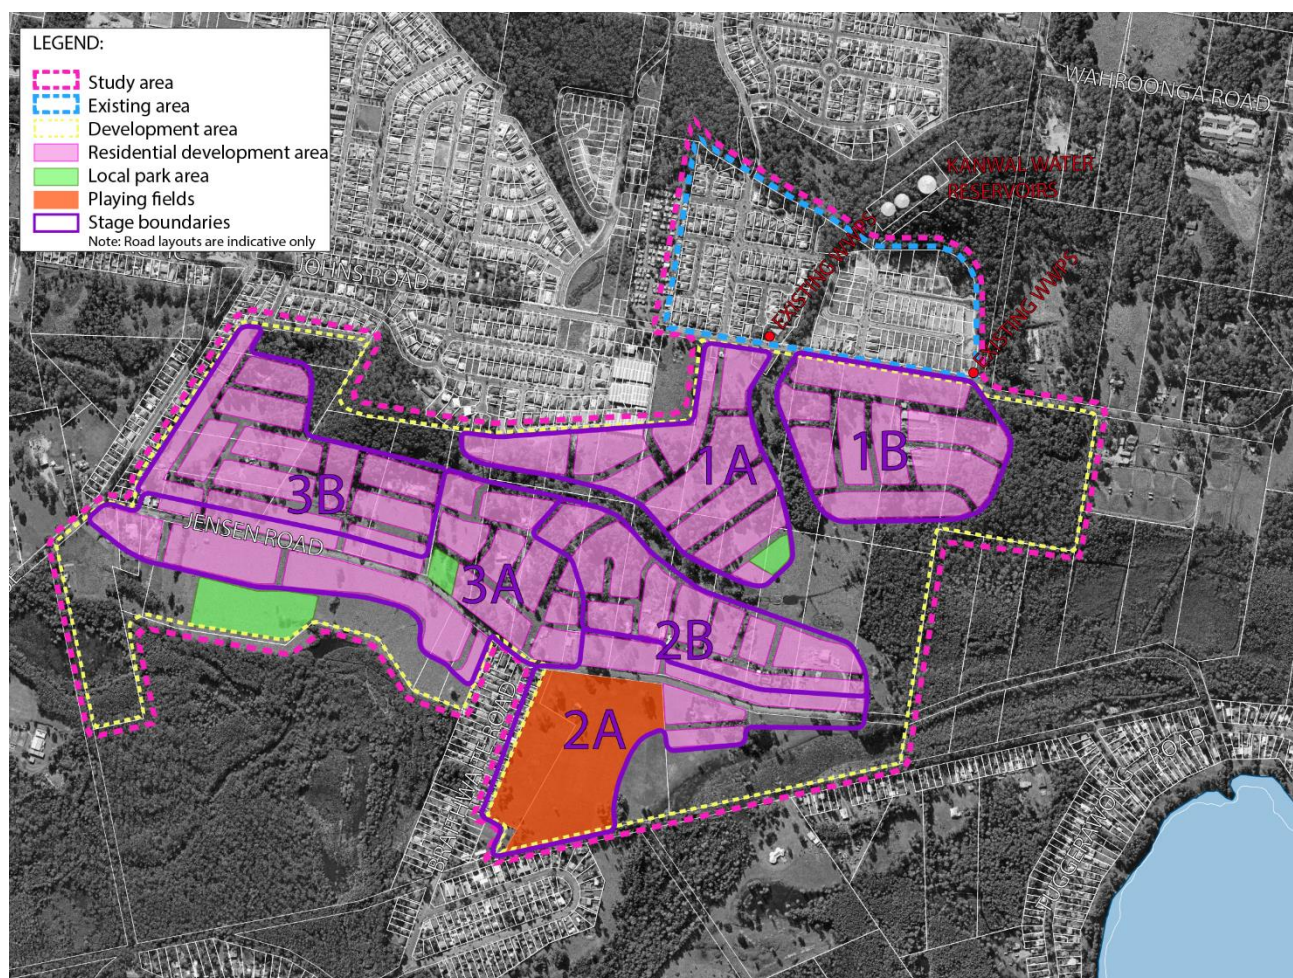 LEGEND:
Study area
Existing area
Development area
Residential development area
Local park area
Playing fields
Stage boundaries
Note: Road layouts are indicative only
WAHROONGA ROAD
KANWAL WATER
RESERVOIRS
EXISTING WWPS
EXISTING WWPS
JOHNS ROAD
1A
1B
3B
JENSEN ROAD
3A
2B
2A
ROAD
ROAD